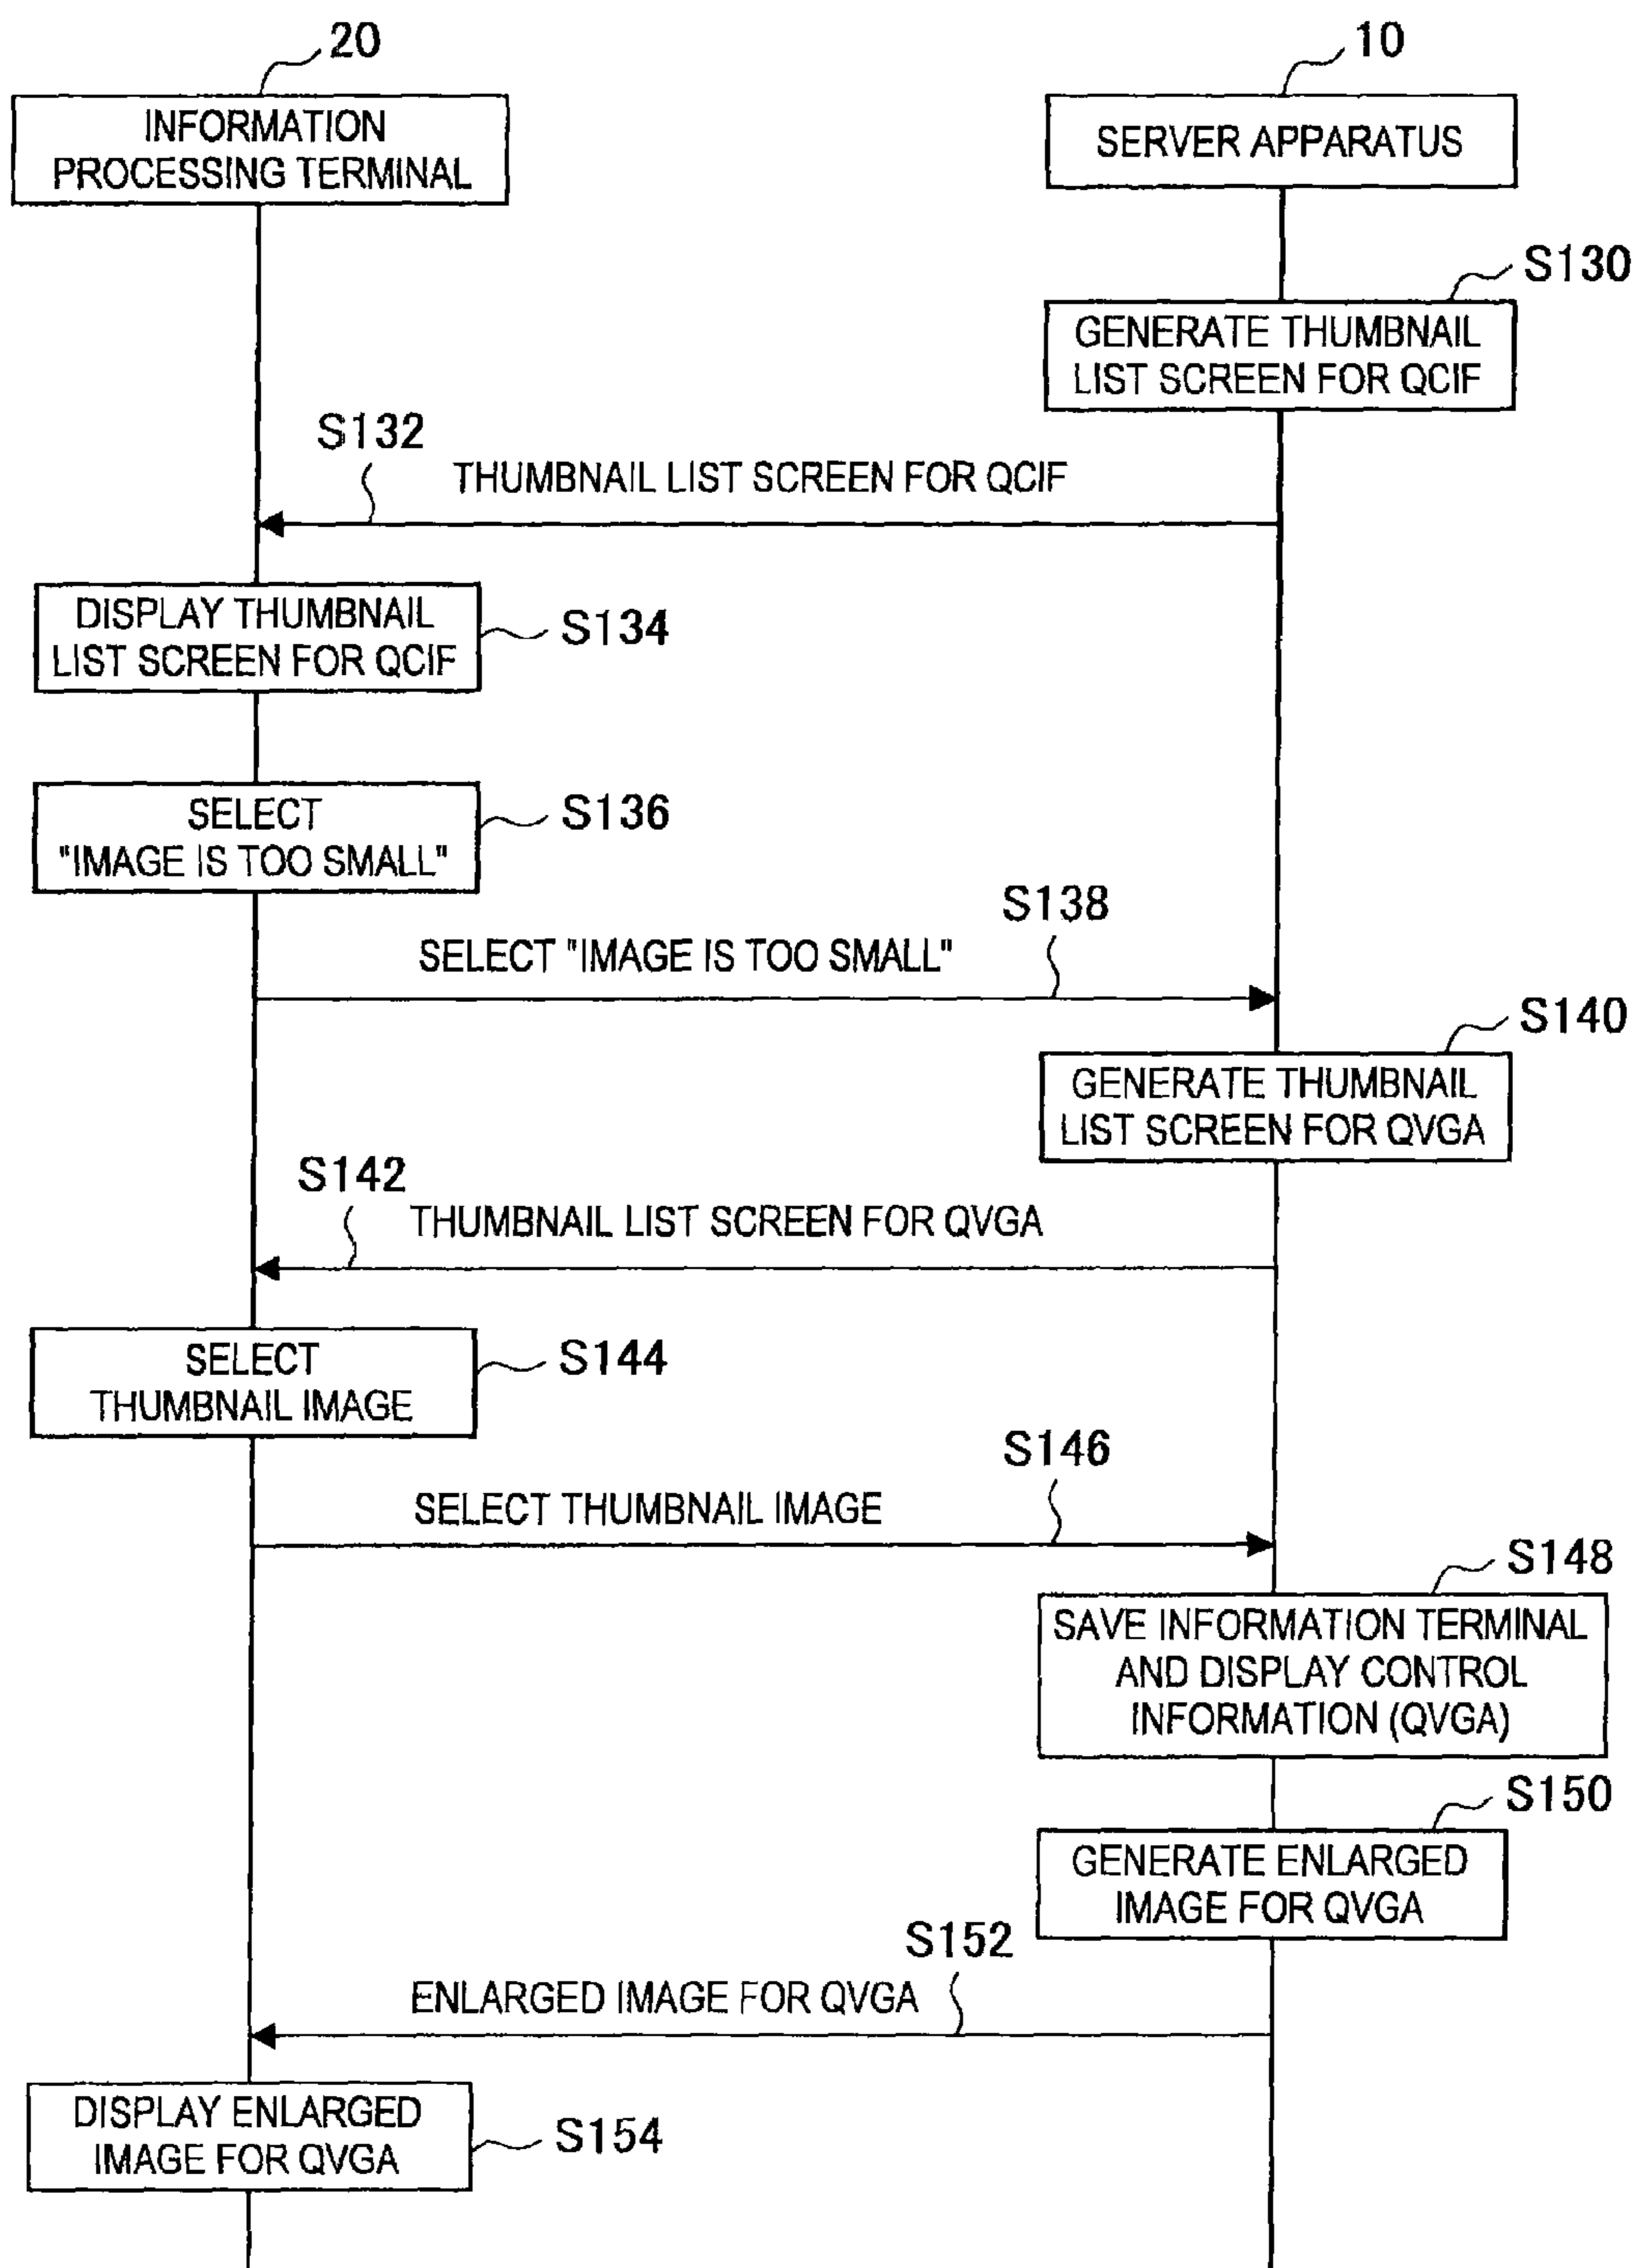 20
10
INFORMATION
PROCESSING TERMINAL
SERVER APPARATUS
S130
GENERATE THUMBNAIL
LIST SCREEN FOR QCIF
S132
THUMBNAIL LIST SCREEN FOR QCIF
DISPLAY THUMBNAIL
LIST SCREEN FOR QCIF
S134
SELECT
"IMAGE IS TOO SMALL"
S136
S138
SELECT "IMAGE IS TOO SMALL"
S140
GENERATE THUMBNAIL
LIST SCREEN FOR QVGA
S142
THUMBNAIL LIST SCREEN FOR QVGA
SELECT
THUMBNAIL IMAGE
S144
S146
SELECT THUMBNAIL IMAGE
S148
SAVE INFORMATION TERMINAL
AND DISPLAY CONTROL
INFORMATION (QVGA)
S150
GENERATE ENLARGED
IMAGE FOR QVGA
S152
ENLARGED IMAGE FOR QVGA
DISPLAY ENLARGED
IMAGE FOR QVGA
S154